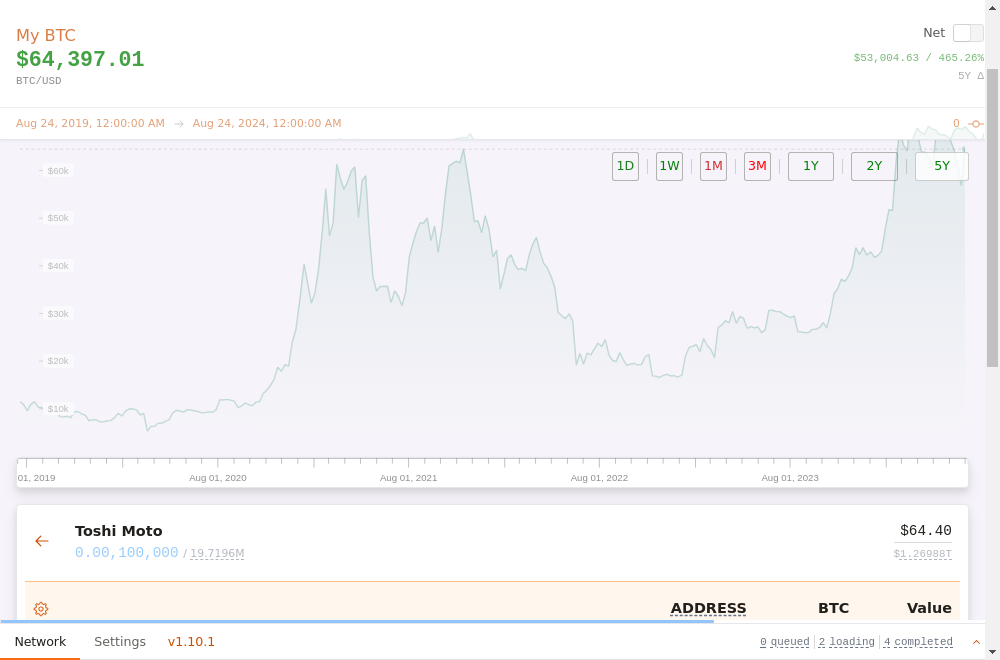 My BTC
Net
$64,397.01
$53,004.63 / 465.26%
BTC/USD
5Y Δ
Aug 24, 2019, 12:00:00 AM → Aug 24, 2024, 12:00:00 AM
0
1D 1W 1M 3M 1Y 2Y 5Y
$60k
$50k
$40k
$30k
$20k
$10k
01, 2019 Aug 01, 2020 Aug 01, 2021 Aug 01, 2022 Aug 01, 2023
Toshi Moto
$64.40
0.00,100,000 / 19.7196M
$1.26988T
ADDRESS BTC Value
Network Settings v1.10.1
0 queued 2 loading 4 completed